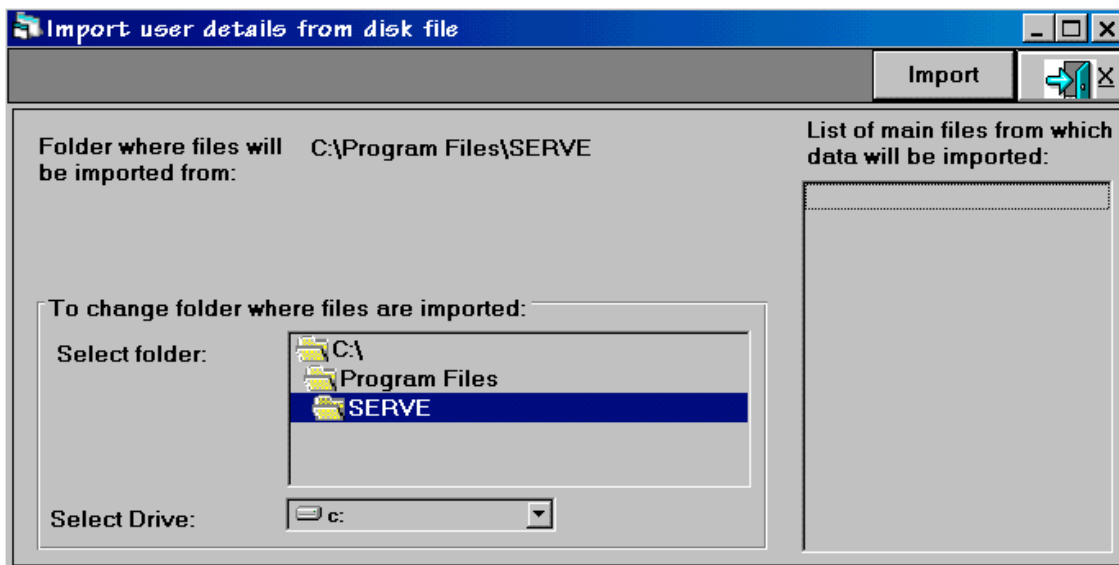 Import user details from disk file
Import
X
Folder where files will
be imported from:
C:\Program Files\SERVE
List of main files from which
data will be imported:
To change folder where files are imported:
Select folder:
C:\
Program Files
SERVE
Select Drive:
c: